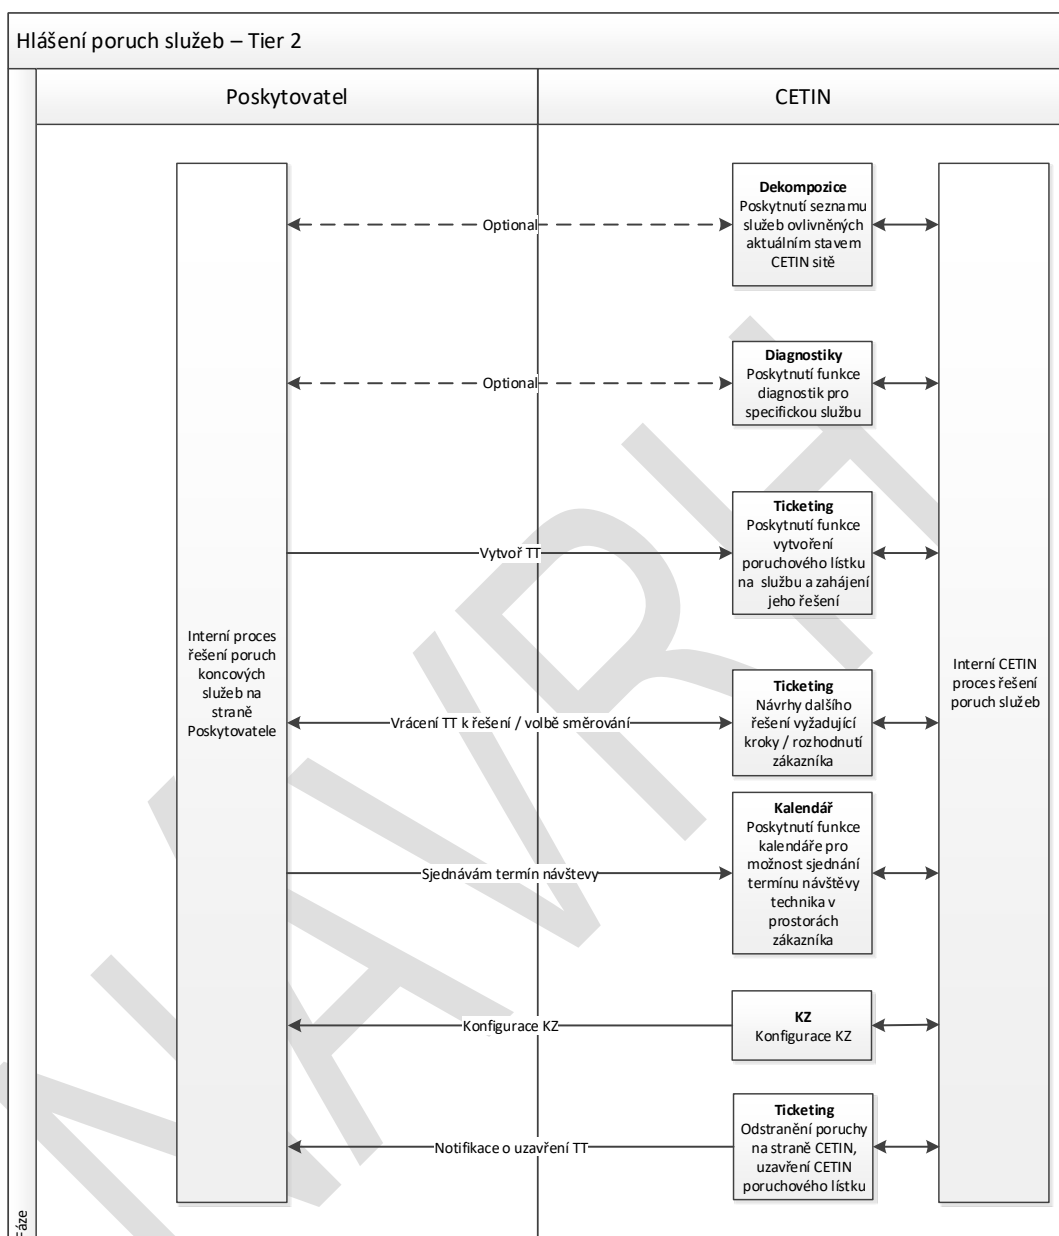 Hlášení poruch služeb – Tier 2
Poskytovatel
CETIN
Dekompozice
Poskytnutí seznamu
služeb ovlivněných
aktuálním stavem
CETIN sitě
Optional
Diagnostiky
Poskytnutí funkce
diagnostik pro
specifickou službu
Optional
Ticketing
Poskytnutí funkce
vytvoření
poruchového lístku
na službu a zahájení
jeho řešení
Vytvoř TT
Interní proces
řešení poruch
koncových
služeb na
straně
Poskytovatele
Interní CETIN
proces řešení
poruch služeb
Ticketing
Návrhy dalšího
řešení vyžadující
kroky / rozhodnutí
zákazníka
Vrácení TT k řešení / volbě směrování
Kalendář
Poskytnutí funkce
kalendáře pro
možnost sjednání
termínu návštěvy
technika v
prostorách
zákazníka
Sjednávám termín návštevy
KZ
Konfigurace KZ
Konfigurace KZ
Ticketing
Odstranění poruchy
na straně CETIN,
uzavření CETIN
poruchového lístku
Notifikace o uzavření TT
Fáze
NÁVRH